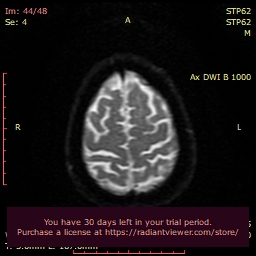 Im: 44/48
Se: 4
A
STP62
STP62
M
Ax DWI B 1000
R
L
You have 30 days left in your trial period.
Purchase a license at https://radiantviewer.com/store/